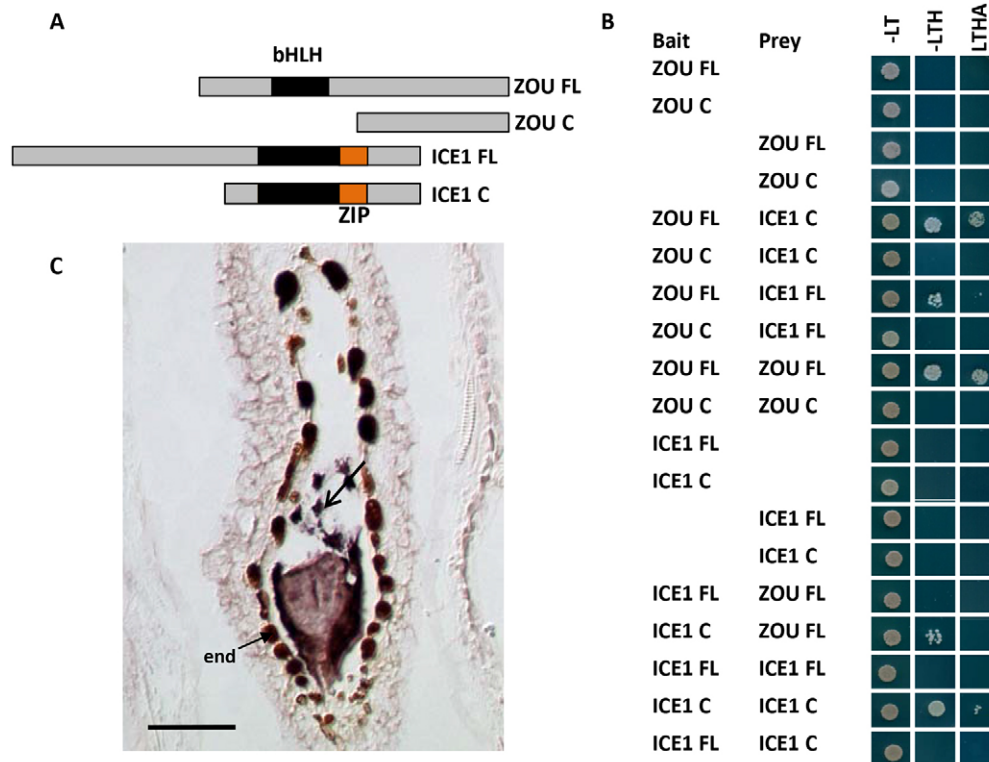 A
bHLH
ZOU FL
ZOU C
ICE1 FL
ICE1 C
ZIP
C
end
B
Bait Prey -LT -LTH LTHA
ZOU FL
ZOU C
ZOU FL
ZOU C
ZOU FL ICE1 C
ZOU C ICE1 C
ZOU FL ICE1 FL
ZOU C ICE1 FL
ZOU FL ZOU FL
ZOU C ZOU C
ICE1 FL
ICE1 C
ICE1 FL
ICE1 C
ICE1 FL ZOU FL
ICE1 C ZOU FL
ICE1 FL ICE1 FL
ICE1 C ICE1 C
ICE1 FL ICE1 C